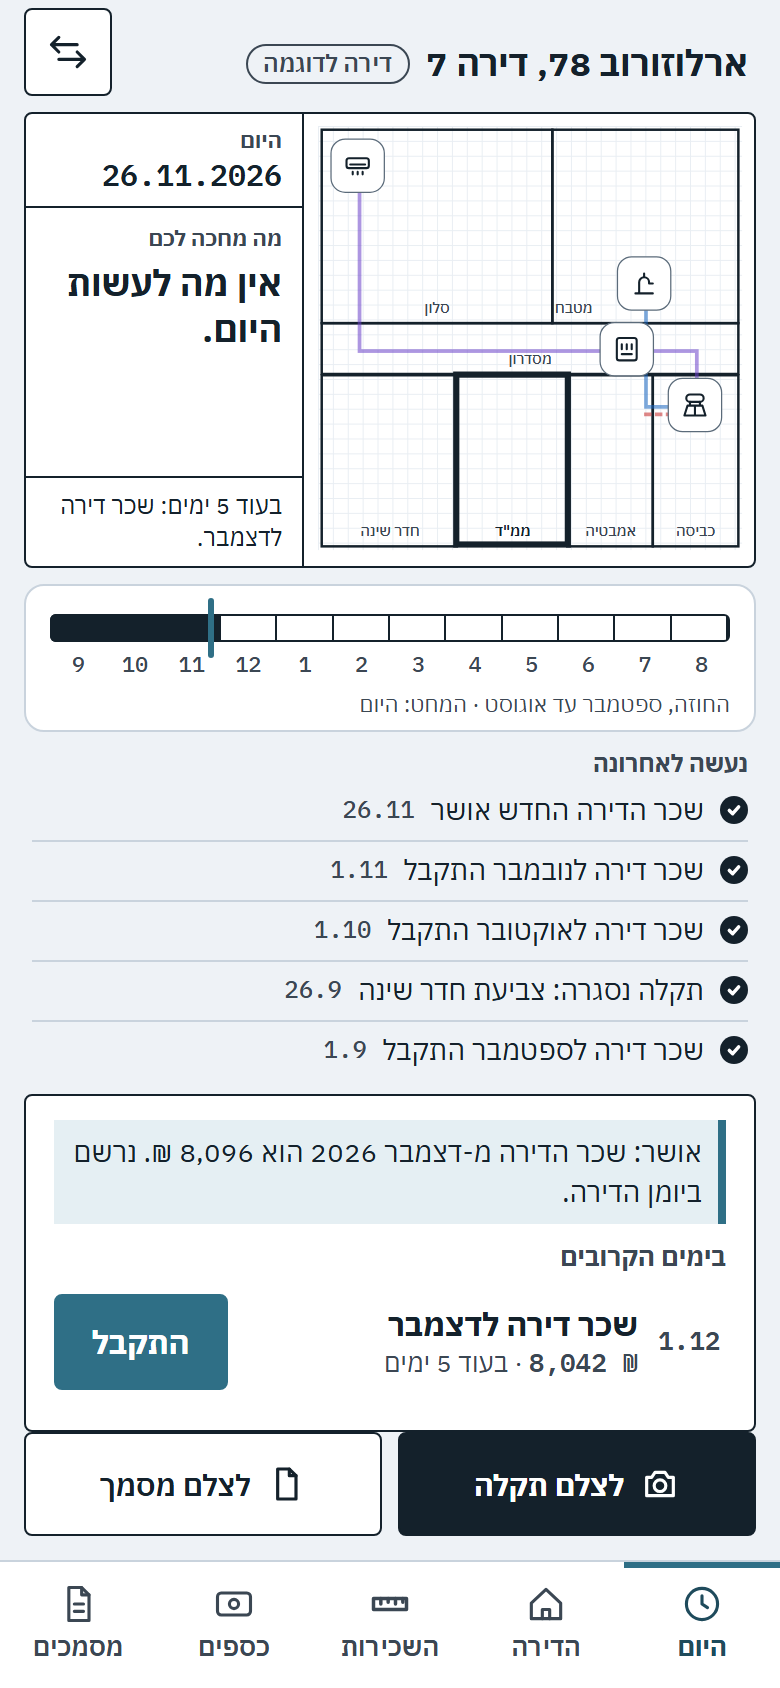 ארלוזורוב 78, דירה 7
דירה לדוגמה
סלון
מטבח
מסדרון
חדר שינה
ממ"ד
אמבטיה
כביסה
היום
26.11.2026
מה מחכה לכם
אין מה לעשות
היום.
בעוד 5 ימים: שכר דירה
לדצמבר.
9 10 11 12 1 2 3 4 5 6 7 8
החוזה, ספטמבר עד אוגוסט · המחט: היום
נעשה לאחרונה
שכר הדירה החדש אושר 26.11
שכר דירה לנובמבר התקבל 1.11
שכר דירה לאוקטובר התקבל 1.10
תקלה נסגרה: צביעת חדר שינה 26.9
שכר דירה לספטמבר התקבל 1.9
אושר: שכר הדירה מ-דצמבר 2026 הוא 8,096 ₪. נרשם
ביומן הדירה.
בימים הקרובים
1.12
שכר דירה לדצמבר
₪ 8,042 · בעוד 5 ימים
התקבל
לצלם תקלה
לצלם מסמך
היום
הדירה
השכירות
כספים
מסמכים